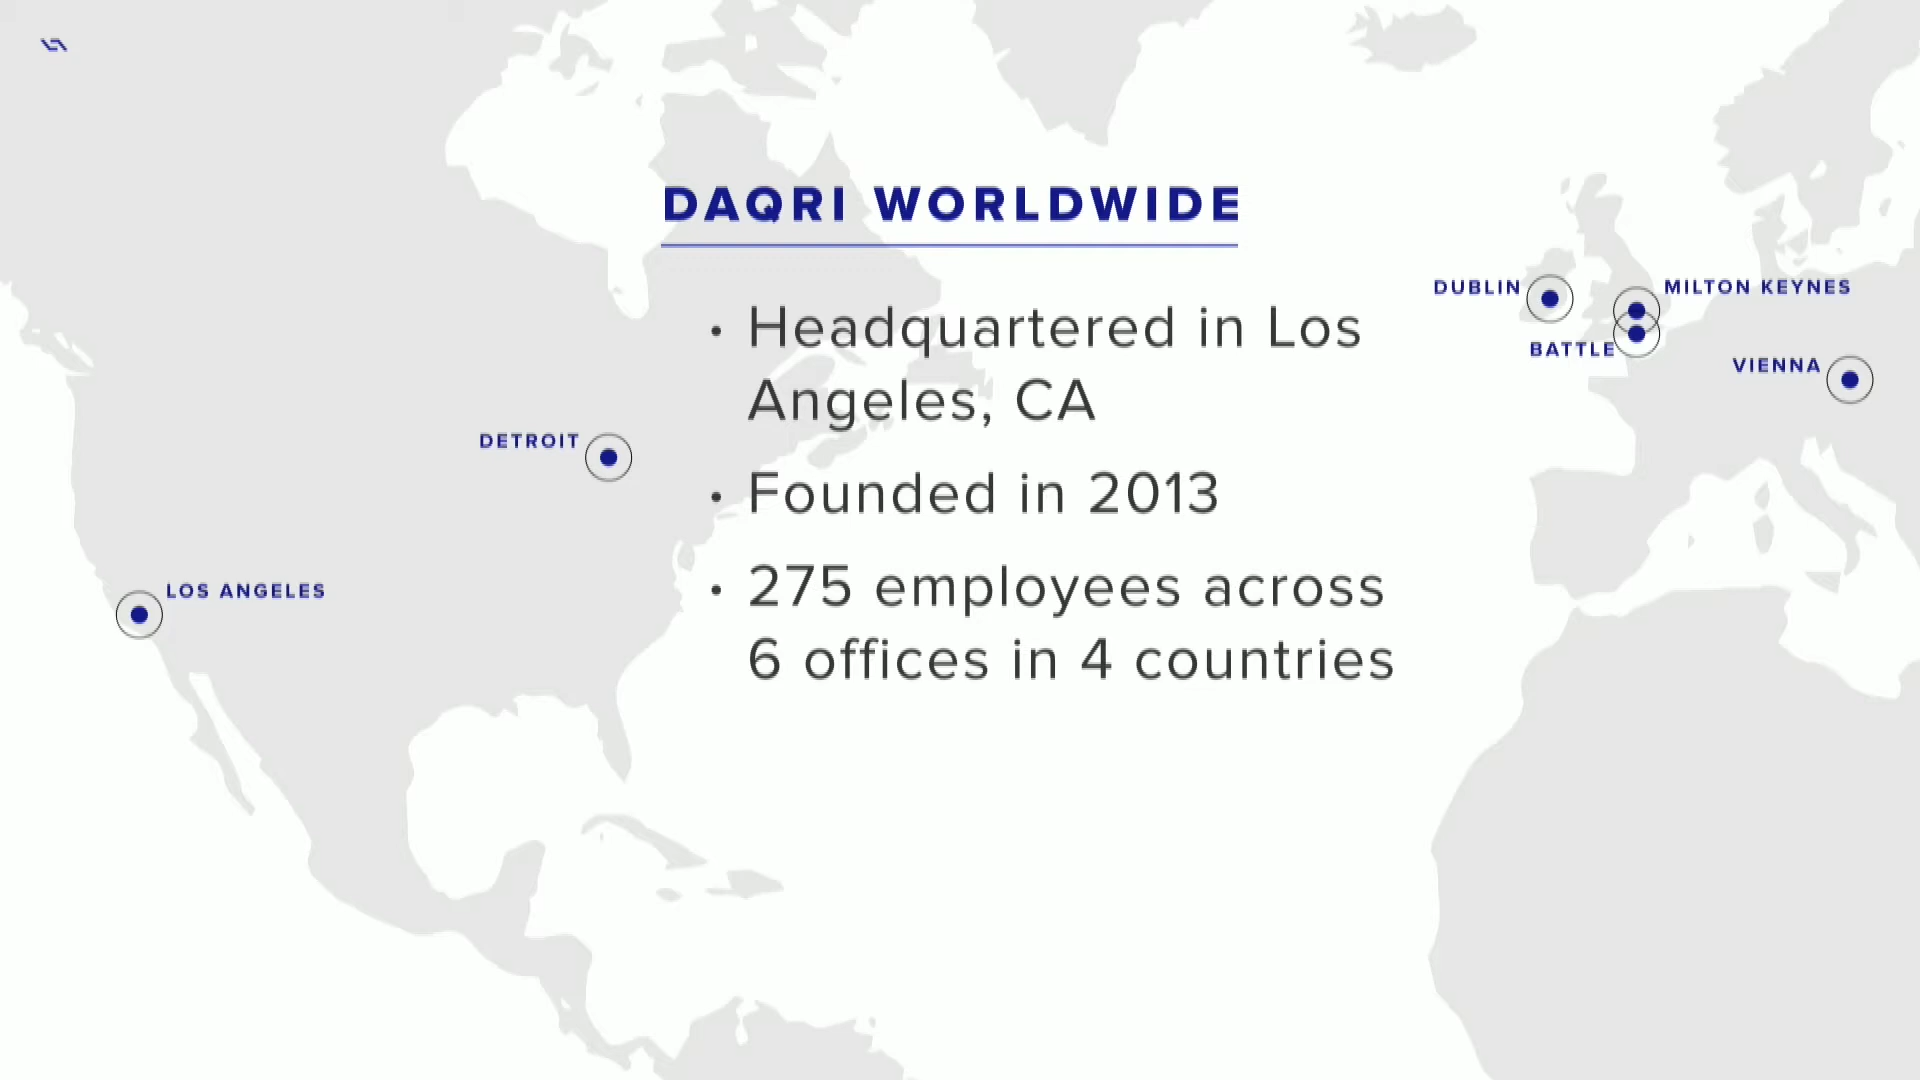 DAQRI WORLDWIDE
• Headquartered in Los
Angeles, CA
• Founded in 2013
• 275 employees across
6 offices in 4 countries
DUBLIN
MILTON KEYNES
BATTLE
VIENNA
DETROIT
LOS ANGELES